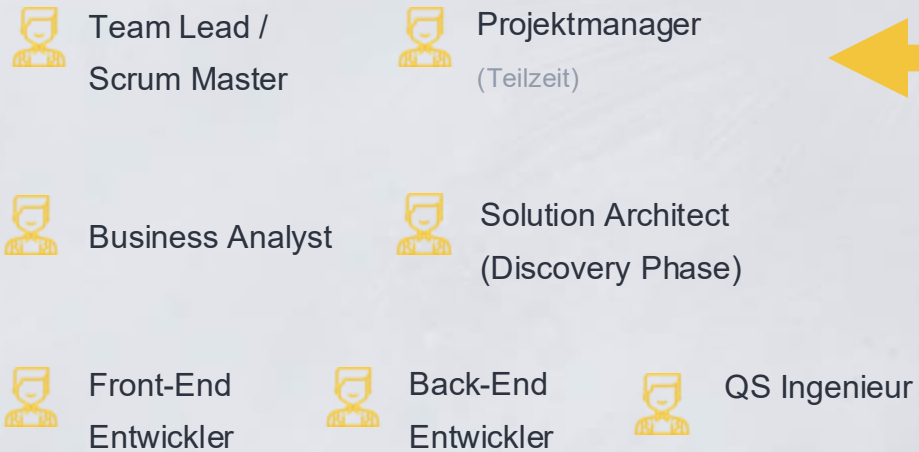 Team Lead /
Scrum Master
Projektmanager
(Teilzeit)
Business Analyst
Solution Architect
(Discovery Phase)
Front-End
Entwickler
Back-End
Entwickler
QS Ingenieur